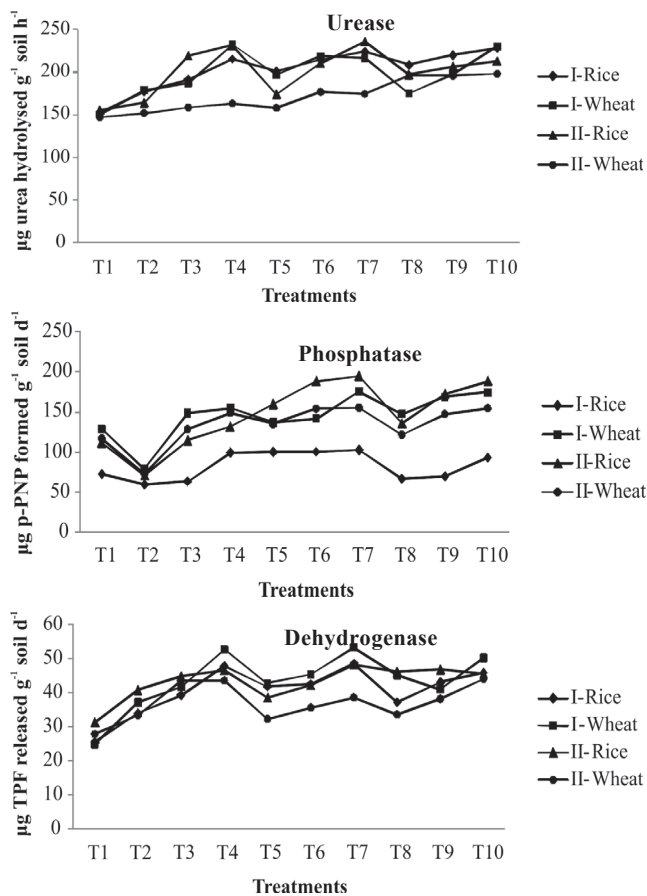 Urease
µg urea hydrolysed g⁻¹ soil h⁻¹
250
200
150
100
50
0
T1 T2 T3 T4 T5 T6 T7 T8 T9 T10
Treatments
I-Rice
I-Wheat
II-Rice
II-Wheat
Phosphatase
µg p-PNP formed g⁻¹ soil d⁻¹
250
200
150
100
50
0
T1 T2 T3 T4 T5 T6 T7 T8 T9 T10
Treatments
I-Rice
I-Wheat
II-Rice
II-Wheat
Dehydrogenase
µg TPF released g⁻¹ soil d⁻¹
60
50
40
30
20
10
0
T1 T2 T3 T4 T5 T6 T7 T8 T9 T10
Treatments
I-Rice
I-Wheat
II-Rice
II-Wheat